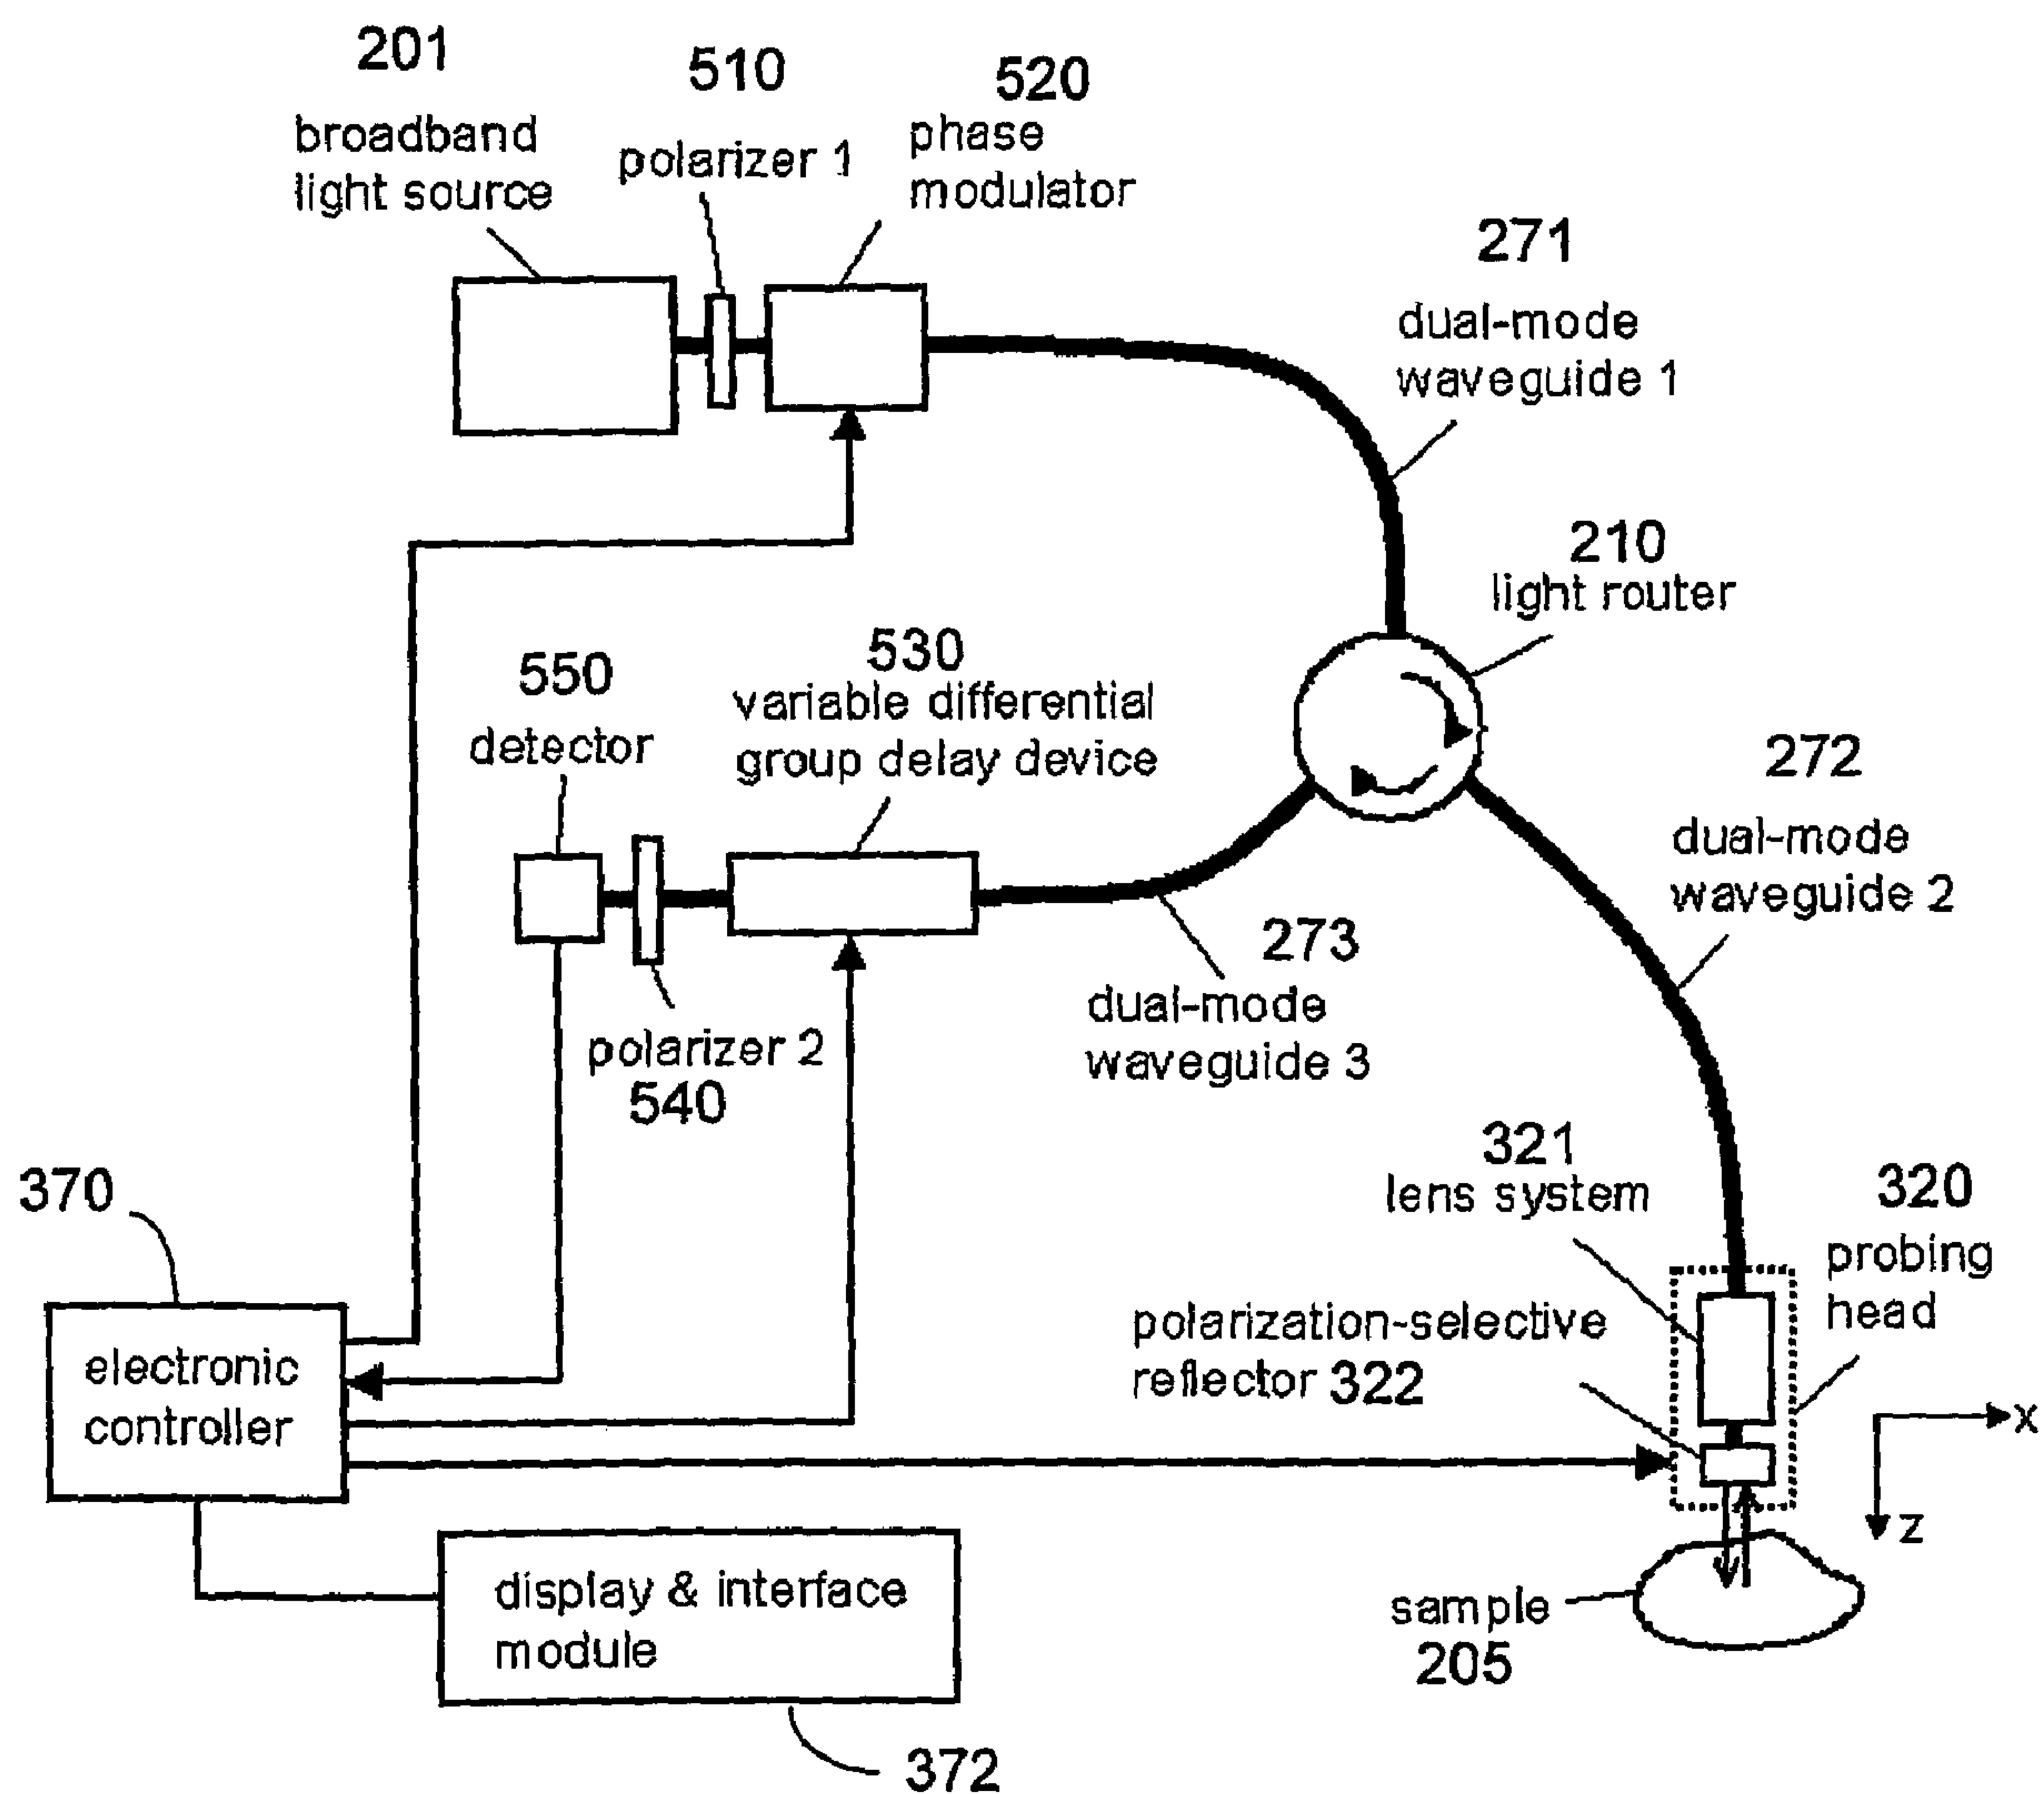 201
broadband
light source
510
polarizer 1
520
phase
modulator
271
dual-mode
waveguide 1
210
light router
550
detector
530
variable differential
group delay device
272
dual-mode
waveguide 2
273
dual-mode
waveguide 3
polarizer 2
540
321
lens system
320
probing
head
370
electronic
controller
polarization-selective
reflector 322
x
z
display & interface
module
sample
205
372